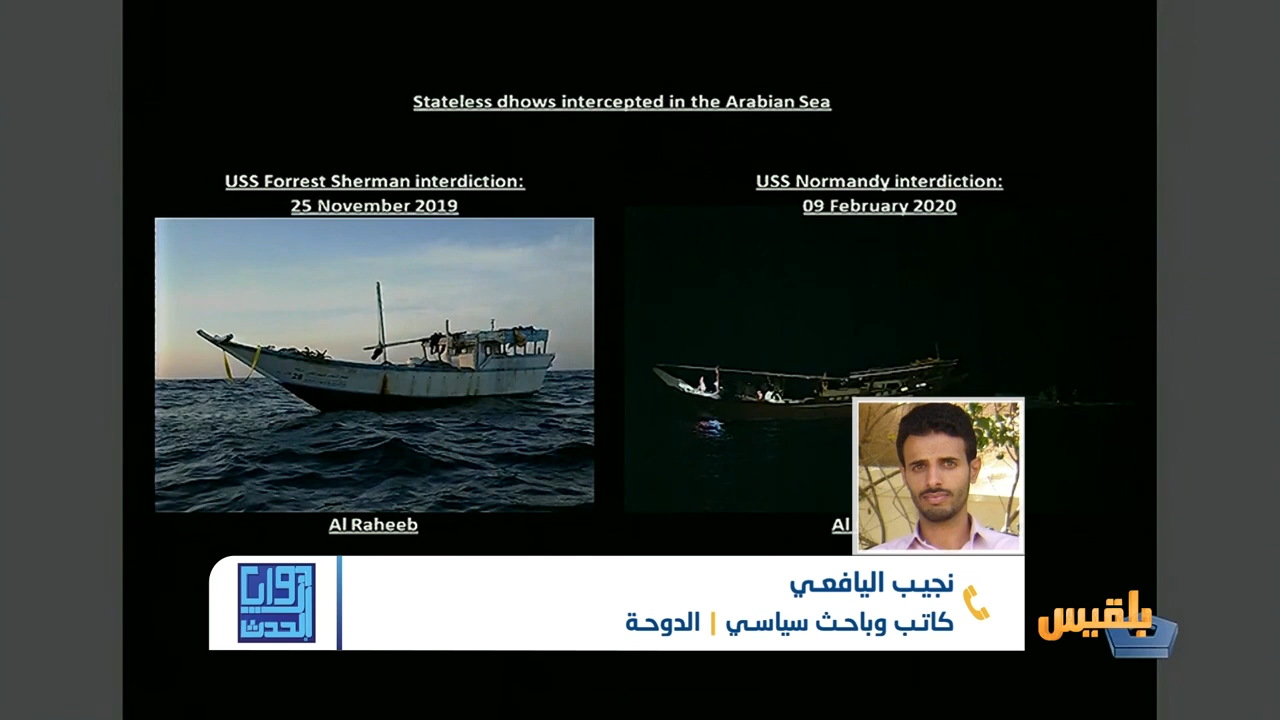 Stateless dhows intercepted in the Arabian Sea
USS Forrest Sherman interdiction:
25 November 2019
USS Normandy interdiction:
09 February 2020
Al Raheeb
Al
نجيب اليافعي
كاتب وباحث سياسي | الدوحة
زوايا
الحدث
بلقيس